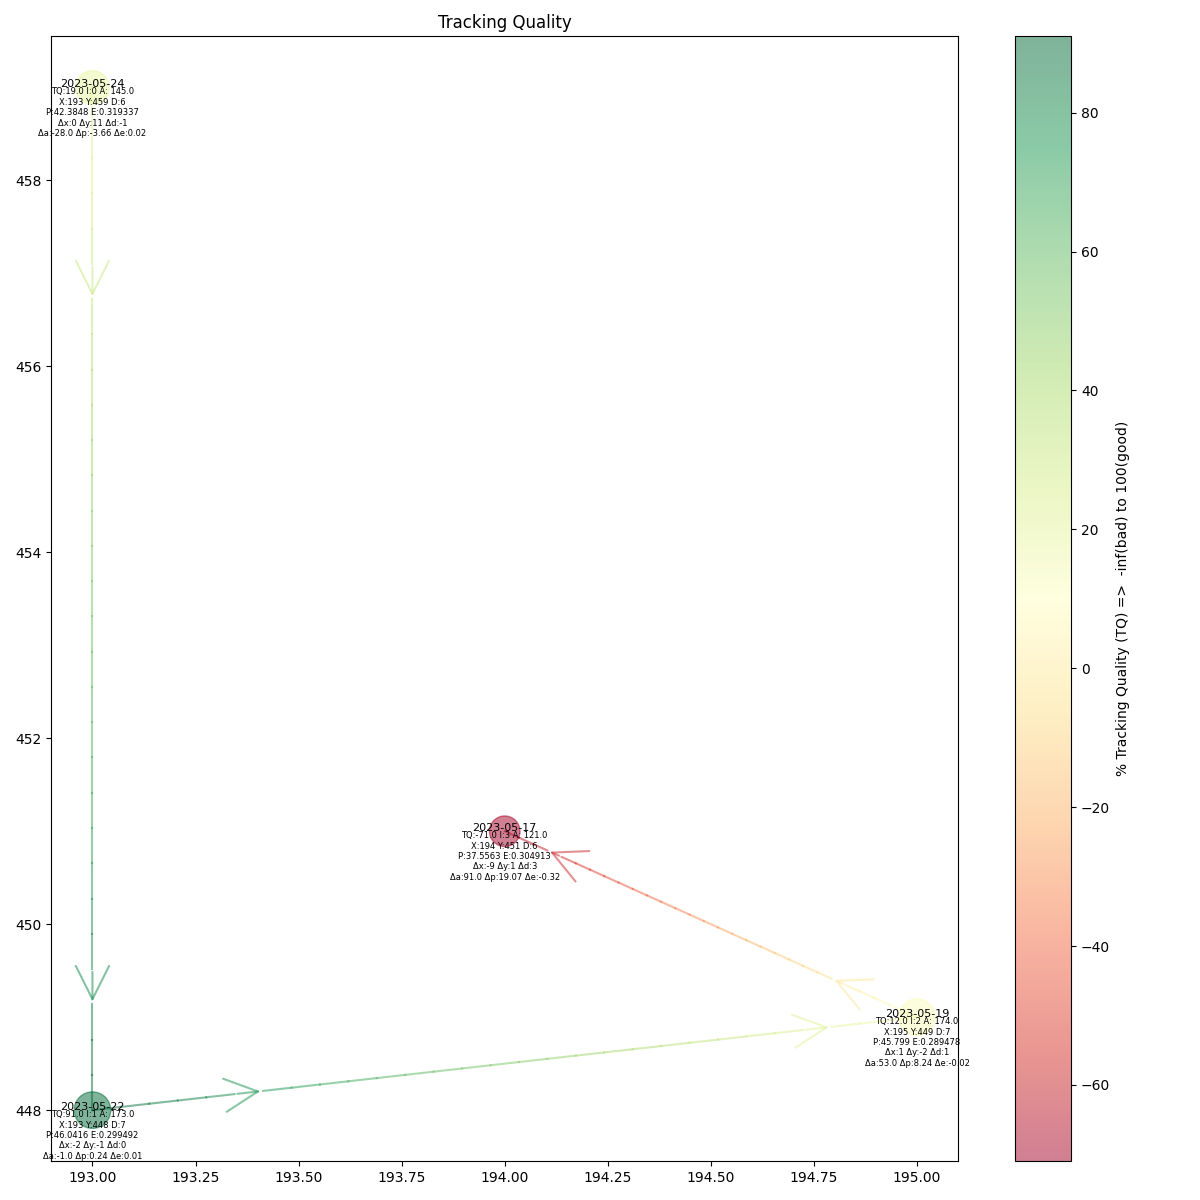 Tracking Quality
2023-05-24
TQ:19.0 I:0 A: 145.0
X:193 Y:459 D:6
P:42.3848 E:0.319337
Δx:0 Δy:11 Δd:-1
Δa:-28.0 Δp:-3.66 Δe:0.02
2023-05-17
TQ:-71.0 I:3 A: 121.0
X:194 Y:451 D:6
P:37.5563 E:0.304913
Δx:-9 Δy:1 Δd:3
Δa:91.0 Δp:19.07 Δe:-0.32
2023-05-19
TQ:12.0 I:2 A: 174.0
X:195 Y:449 D:7
P:45.799 E:0.289478
Δx:1 Δy:-2 Δd:1
Δa:53.0 Δp:8.24 Δe:-0.02
2023-05-22
TQ:91.0 I:1 A: 173.0
X:193 Y:448 D:7
P:46.0416 E:0.299492
Δx:-2 Δy:-1 Δd:0
Δa:-1.0 Δp:0.24 Δe:0.01
458
456
454
452
450
448
193.00
193.25
193.50
193.75
194.00
194.25
194.50
194.75
195.00
80
60
40
20
0
−20
−40
−60
% Tracking Quality (TQ) => -inf(bad) to 100(good)